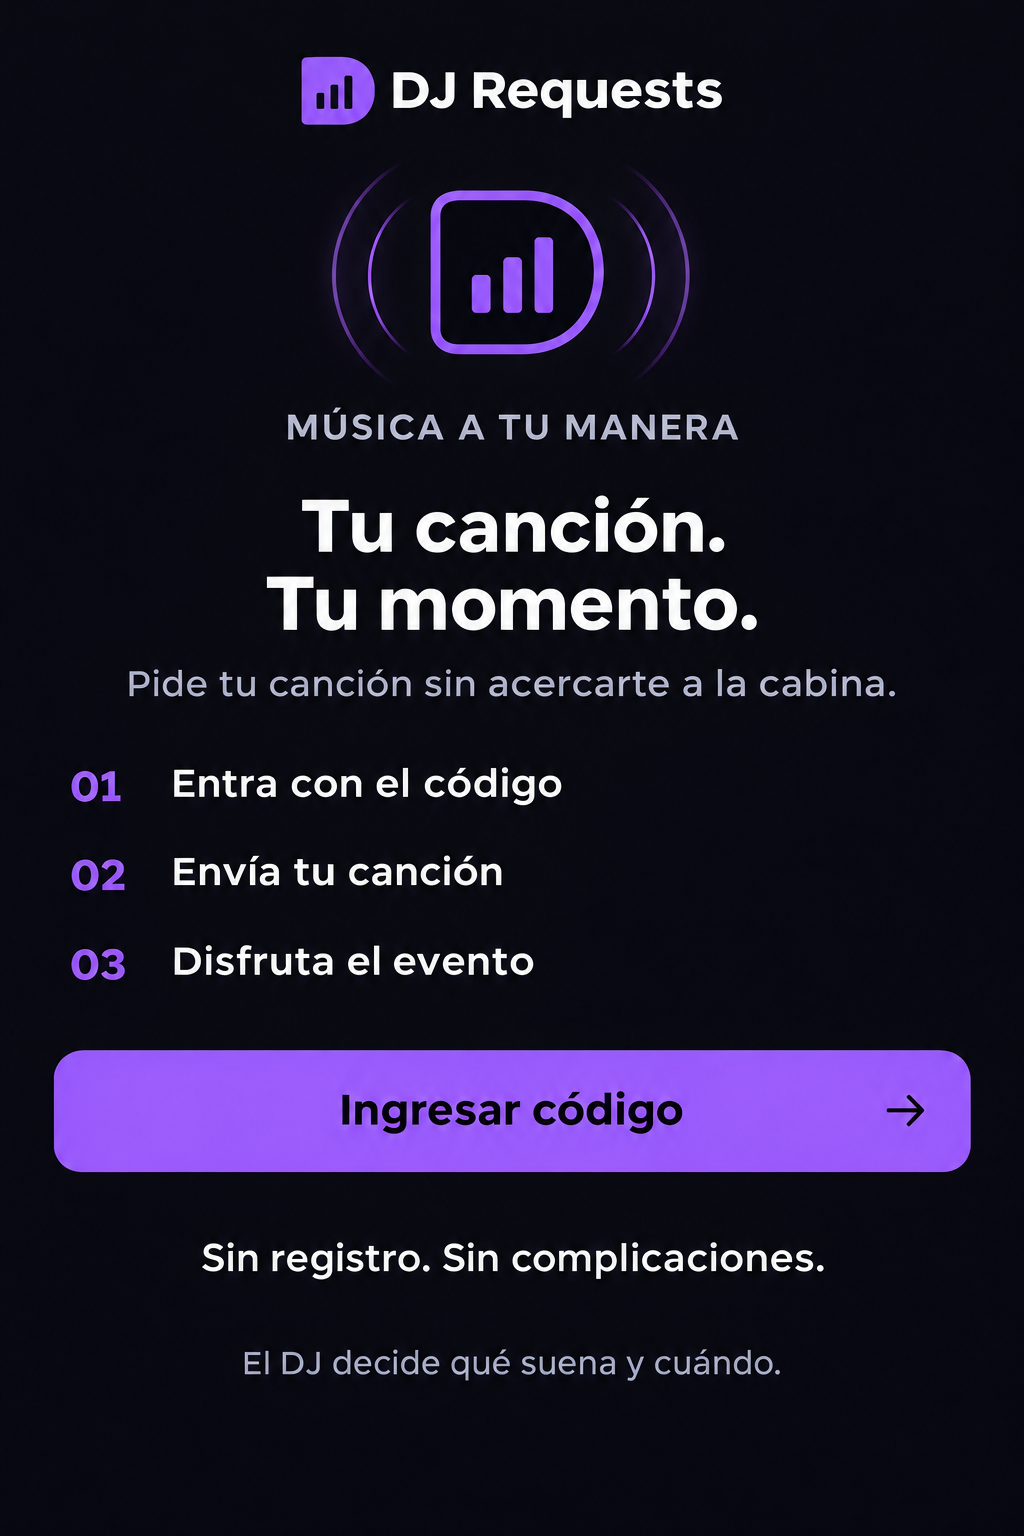 DJ Requests
MÚSICA A TU MANERA
Tu canción.
Tu momento.
Pide tu canción sin acercarte a la cabina.
01 Entra con el código
02 Envía tu canción
03 Disfruta el evento
Ingresar código →
Sin registro. Sin complicaciones.
El DJ decide qué suena y cuándo.